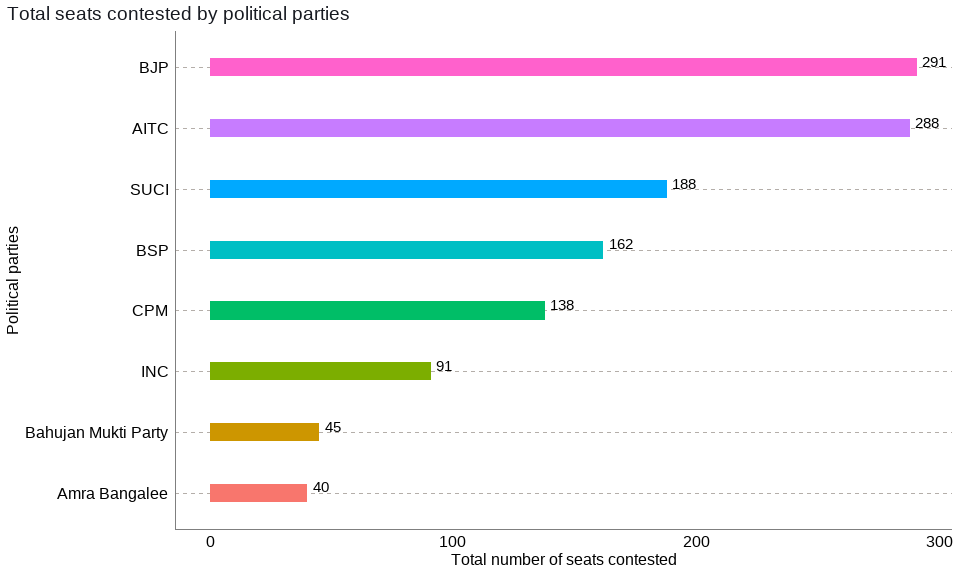 Total seats contested by political parties
Political parties
BJP 291
AITC 288
SUCI 188
BSP 162
CPM 138
INC 91
Bahujan Mukti Party 45
Amra Bangalee 40
0 100 200 300
Total number of seats contested